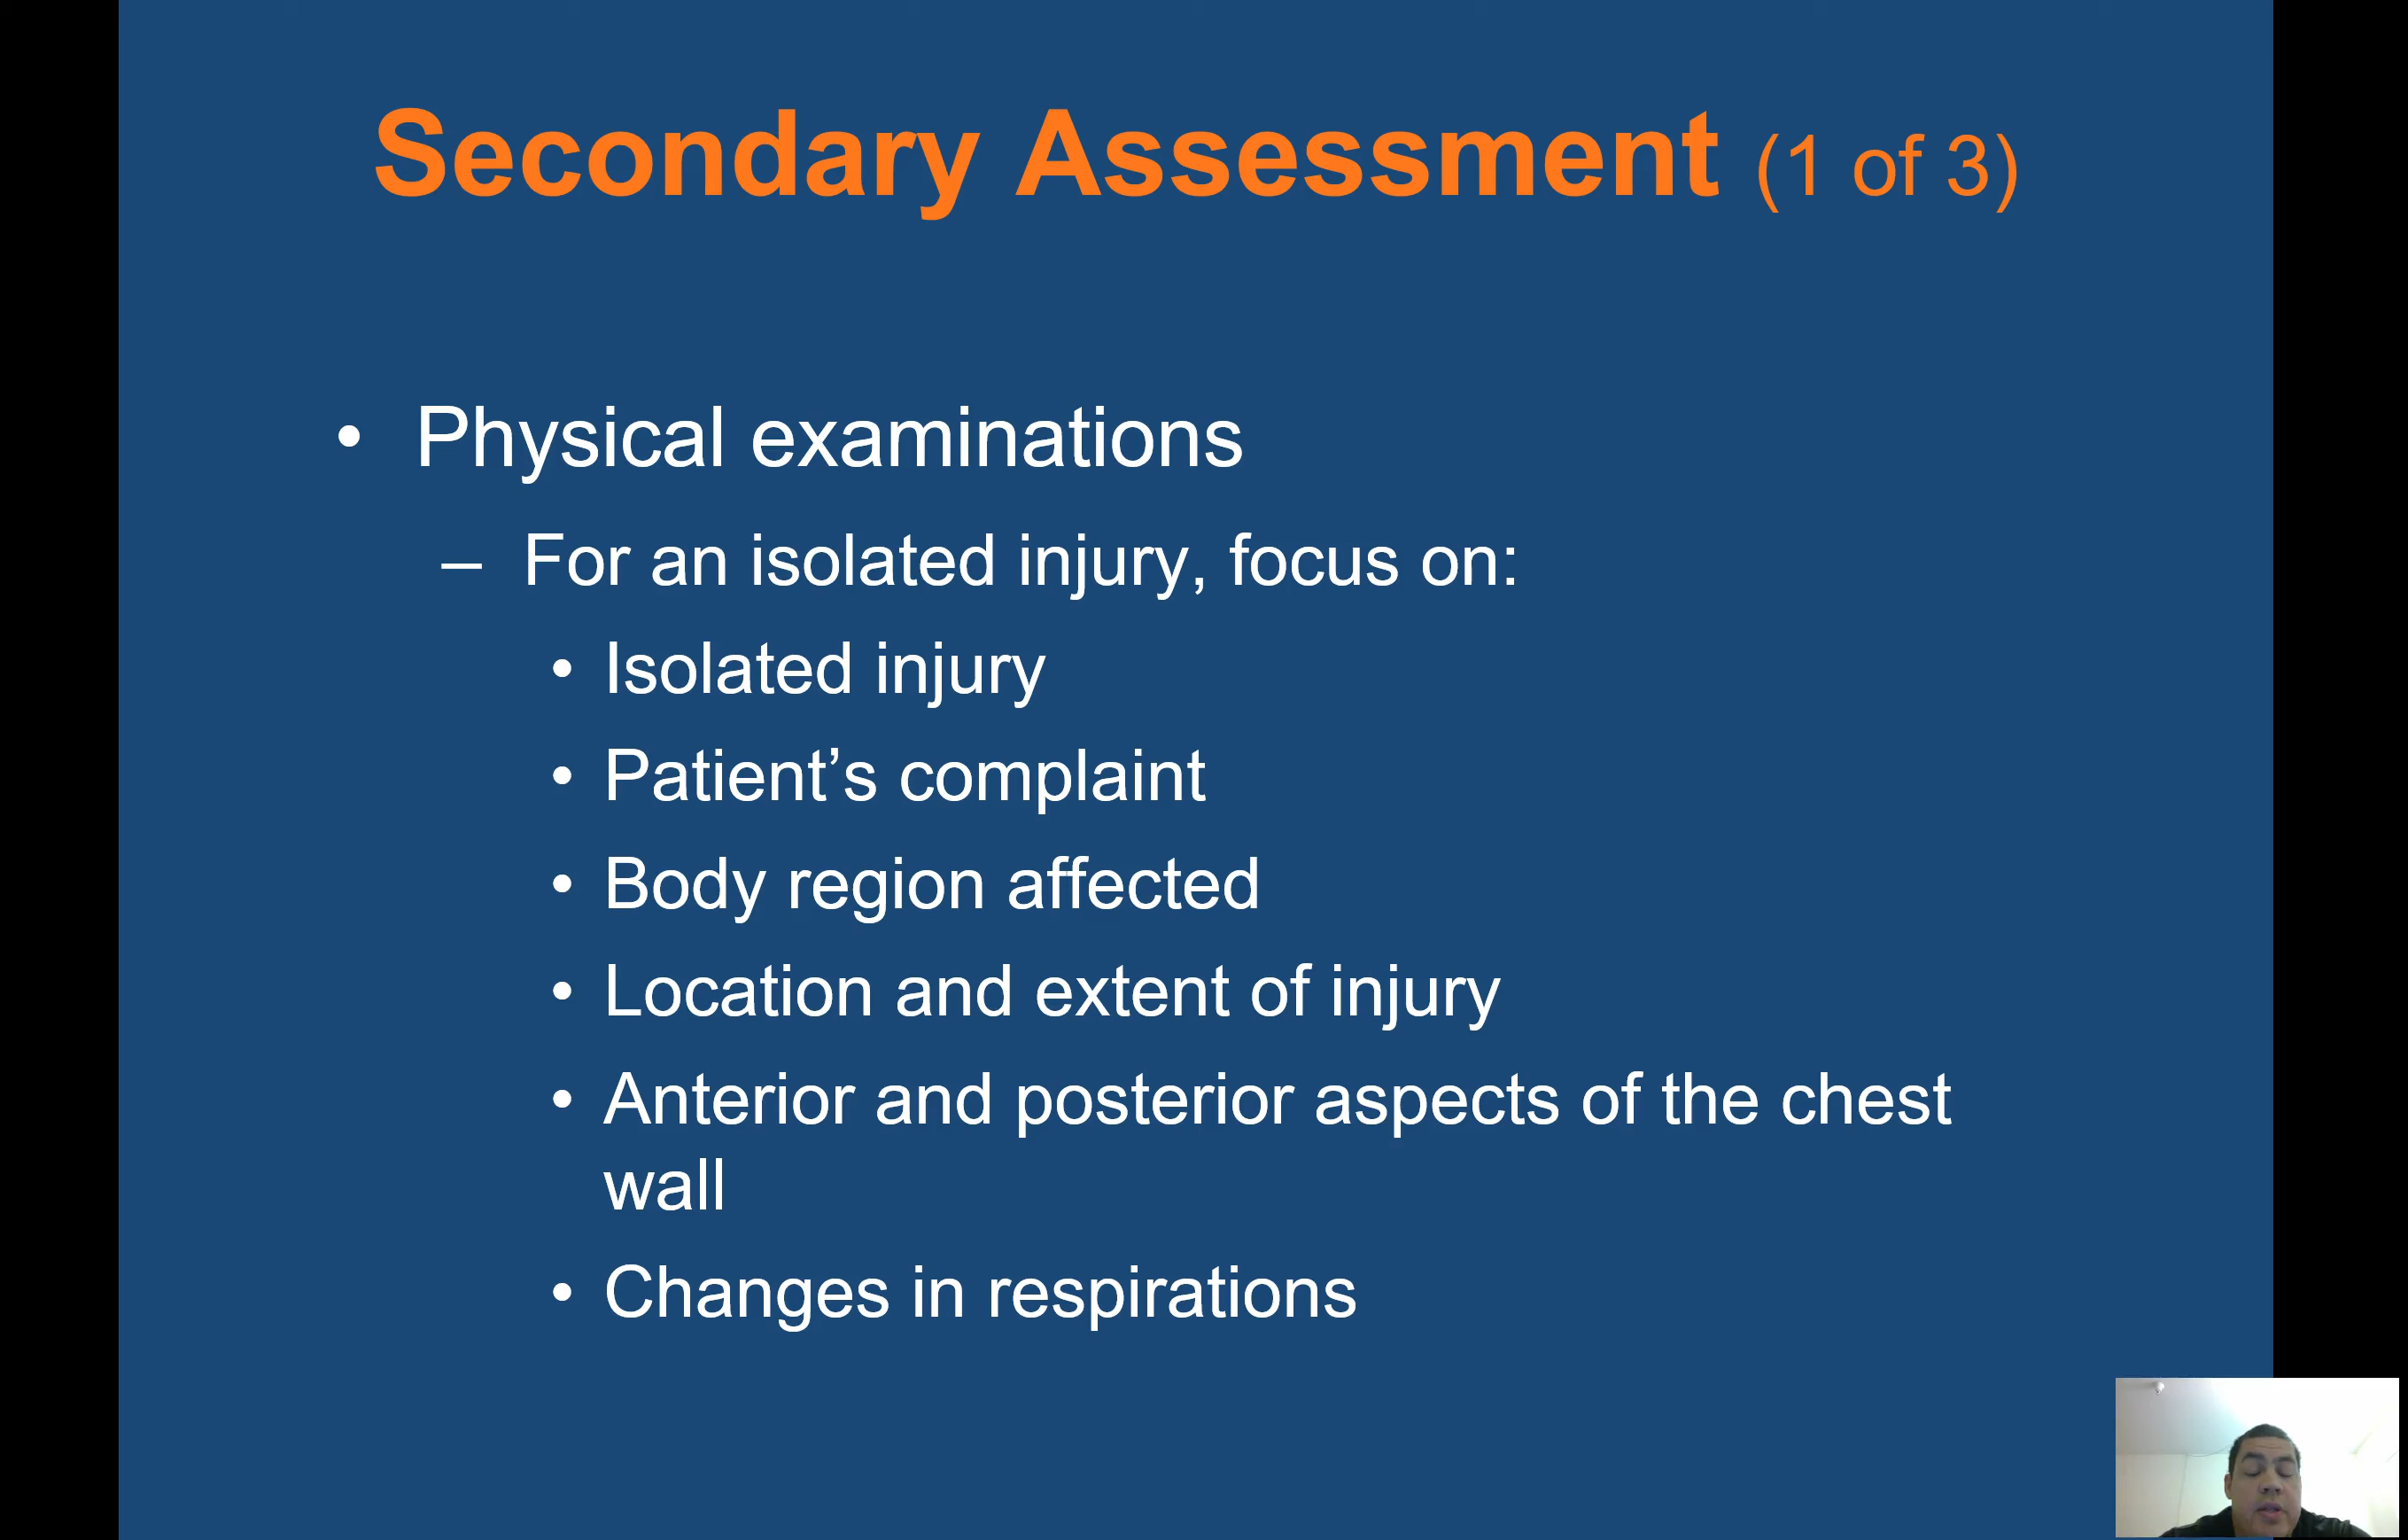 Secondary Assessment (1 of 3)
• Physical examinations
– For an isolated injury, focus on:
• Isolated injury
• Patient’s complaint
• Body region affected
• Location and extent of injury
• Anterior and posterior aspects of the chest
wall
• Changes in respirations